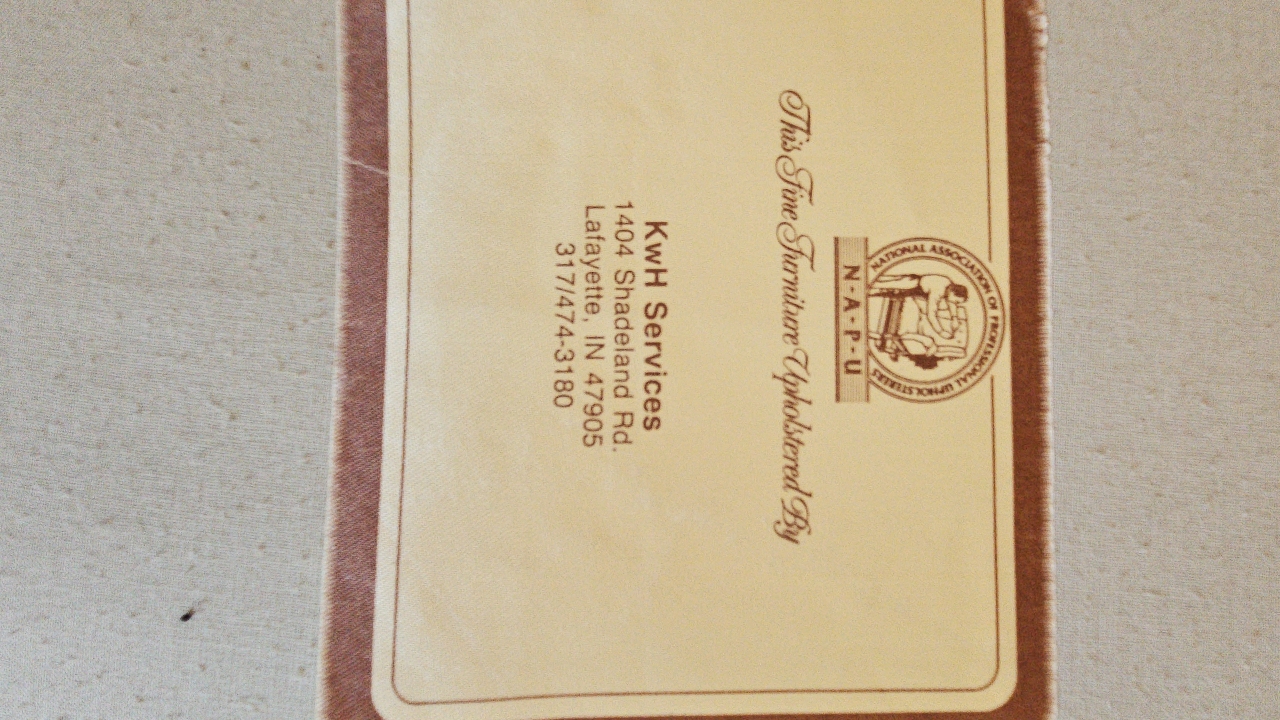 NATIONAL ASSOCIATION OF PROFESSIONAL UPHOLSTERERS
N-A-P-U
This Fine Furniture Upholstered By
KwH Services
1404 Shadeland Rd.
Lafayette, IN 47905
317/474-3180